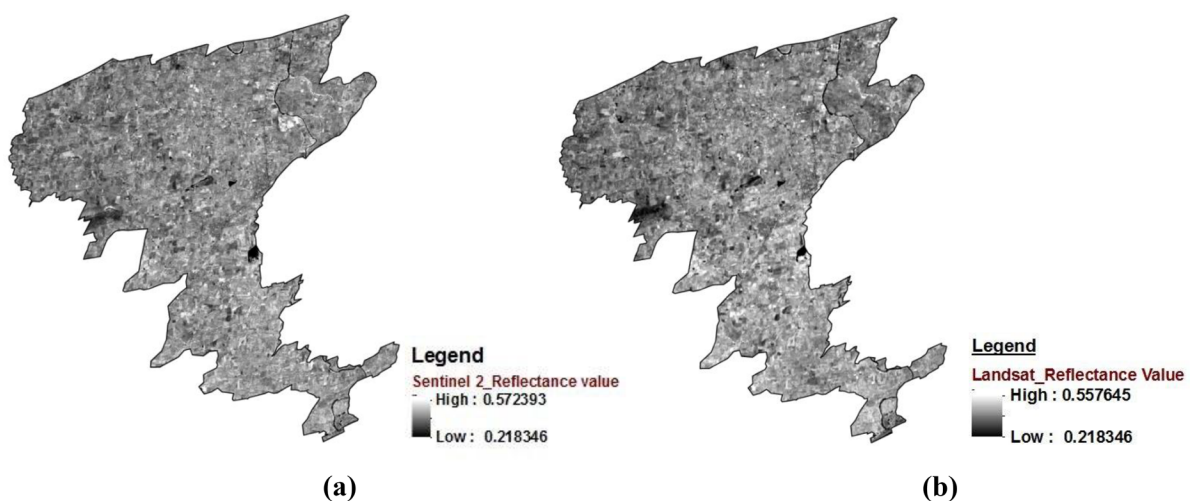 Legend
Sentinel 2_Reflectance value
High : 0.572393
Low : 0.218346
(a)
Legend
Landsat_Reflectance Value
High : 0.557645
Low : 0.218346
(b)